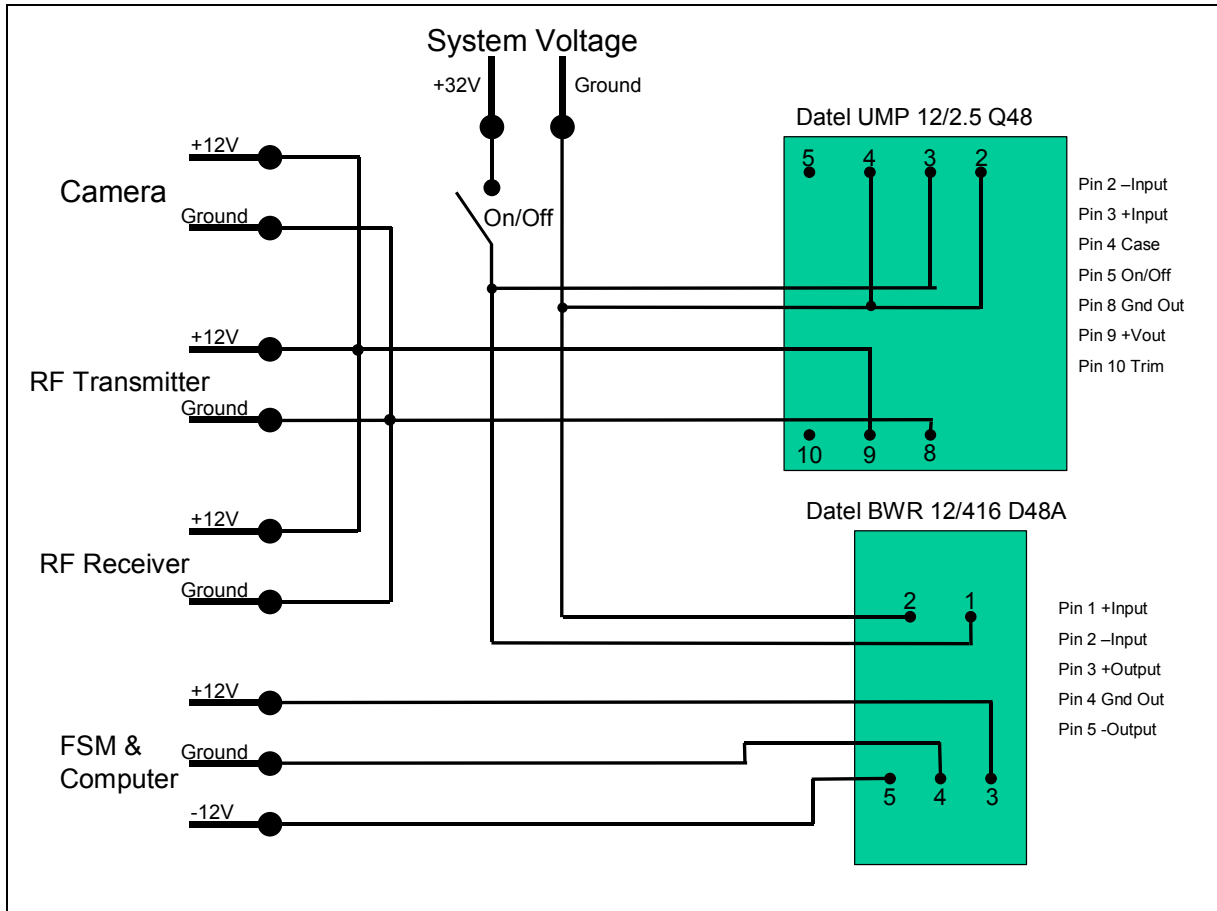 System Voltage
+32V
Ground
On/Off
Camera
+12V
Ground
RF Transmitter
+12V
Ground
RF Receiver
+12V
Ground
FSM &
Computer
+12V
Ground
-12V
Datel UMP 12/2.5 Q48
5 4 3 2
10 9 8
Pin 2 –Input
Pin 3 +Input
Pin 4 Case
Pin 5 On/Off
Pin 8 Gnd Out
Pin 9 +Vout
Pin 10 Trim
Datel BWR 12/416 D48A
2 1
5 4 3
Pin 1 +Input
Pin 2 –Input
Pin 3 +Output
Pin 4 Gnd Out
Pin 5 -Output